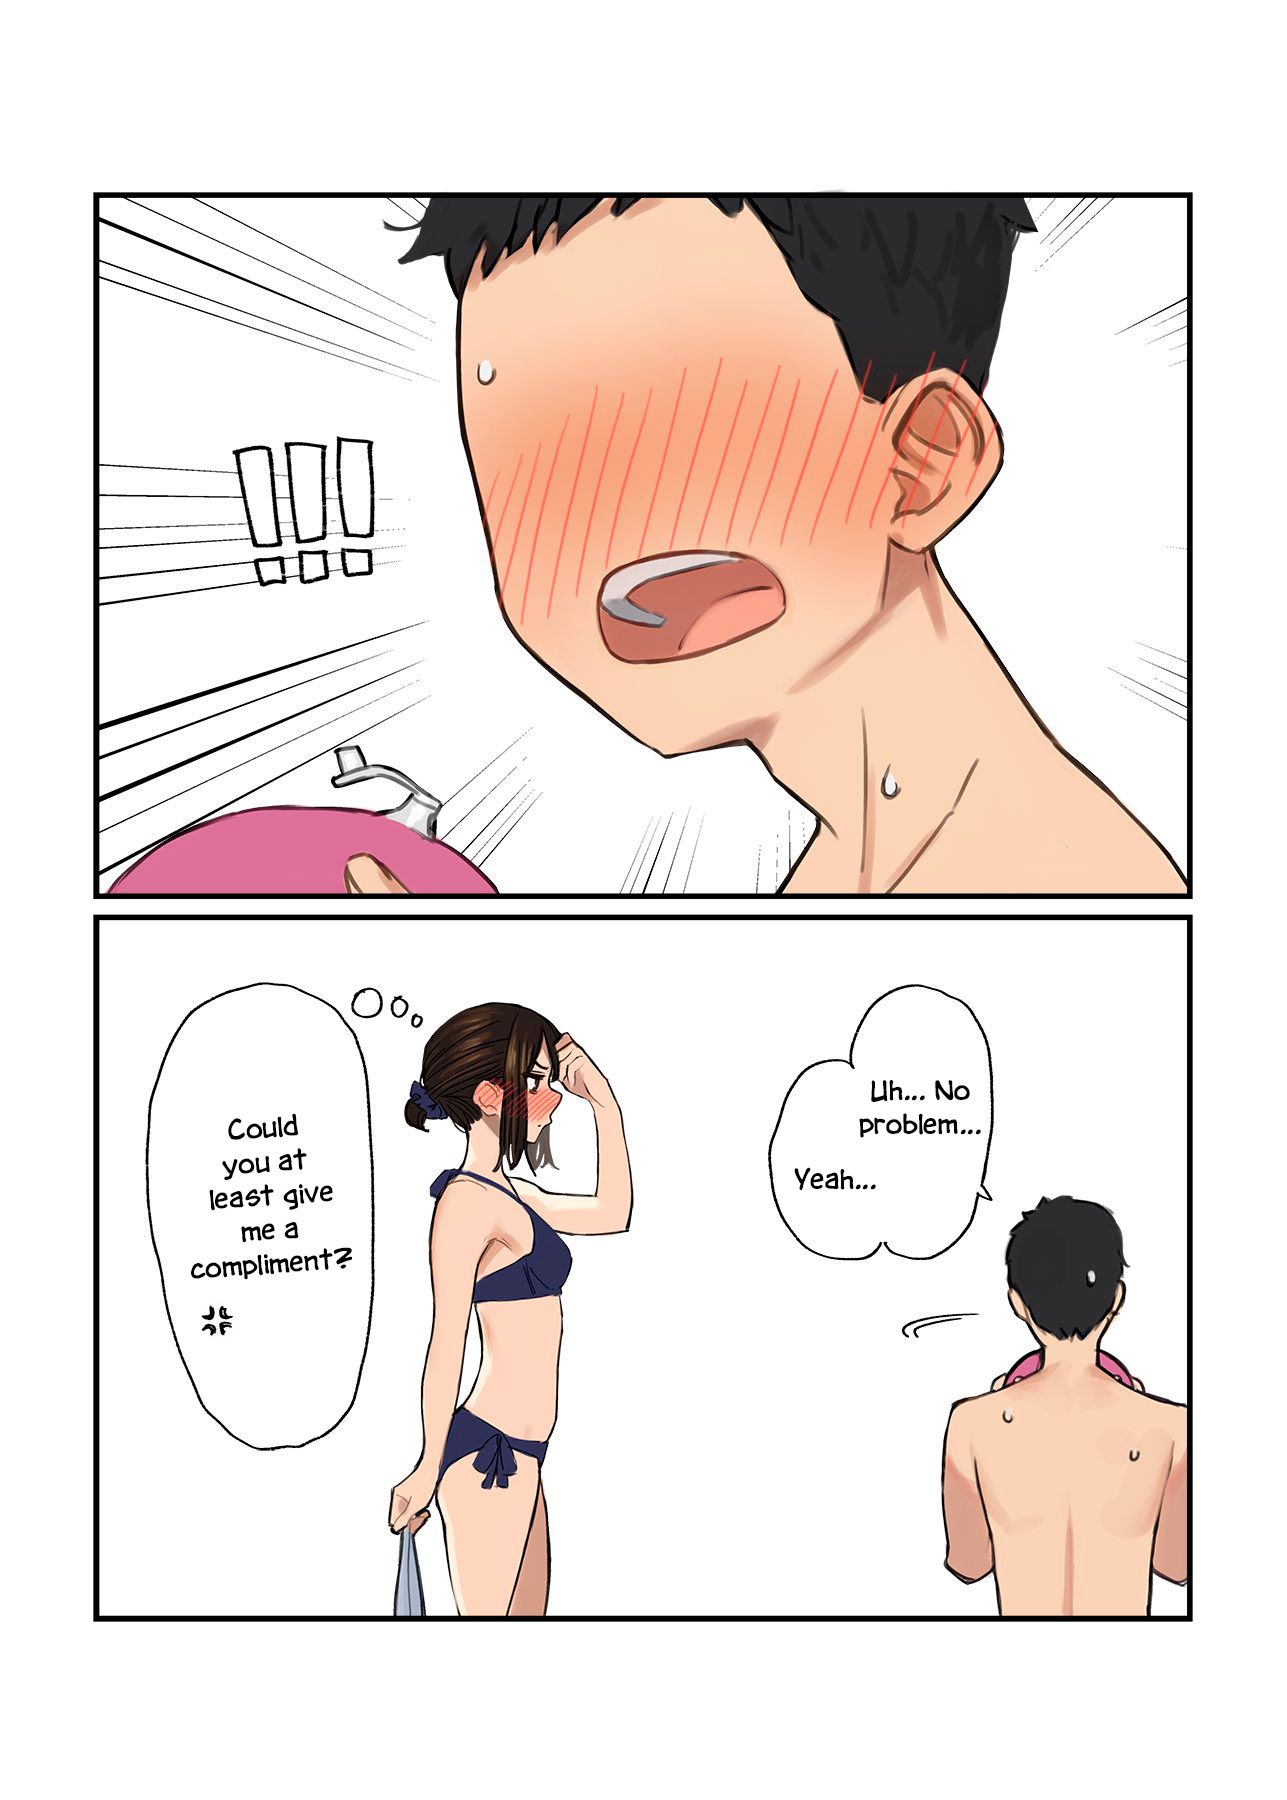 !!!
Uh... No
problem...
Yeah...
Could
you at
least give
me a
compliment?